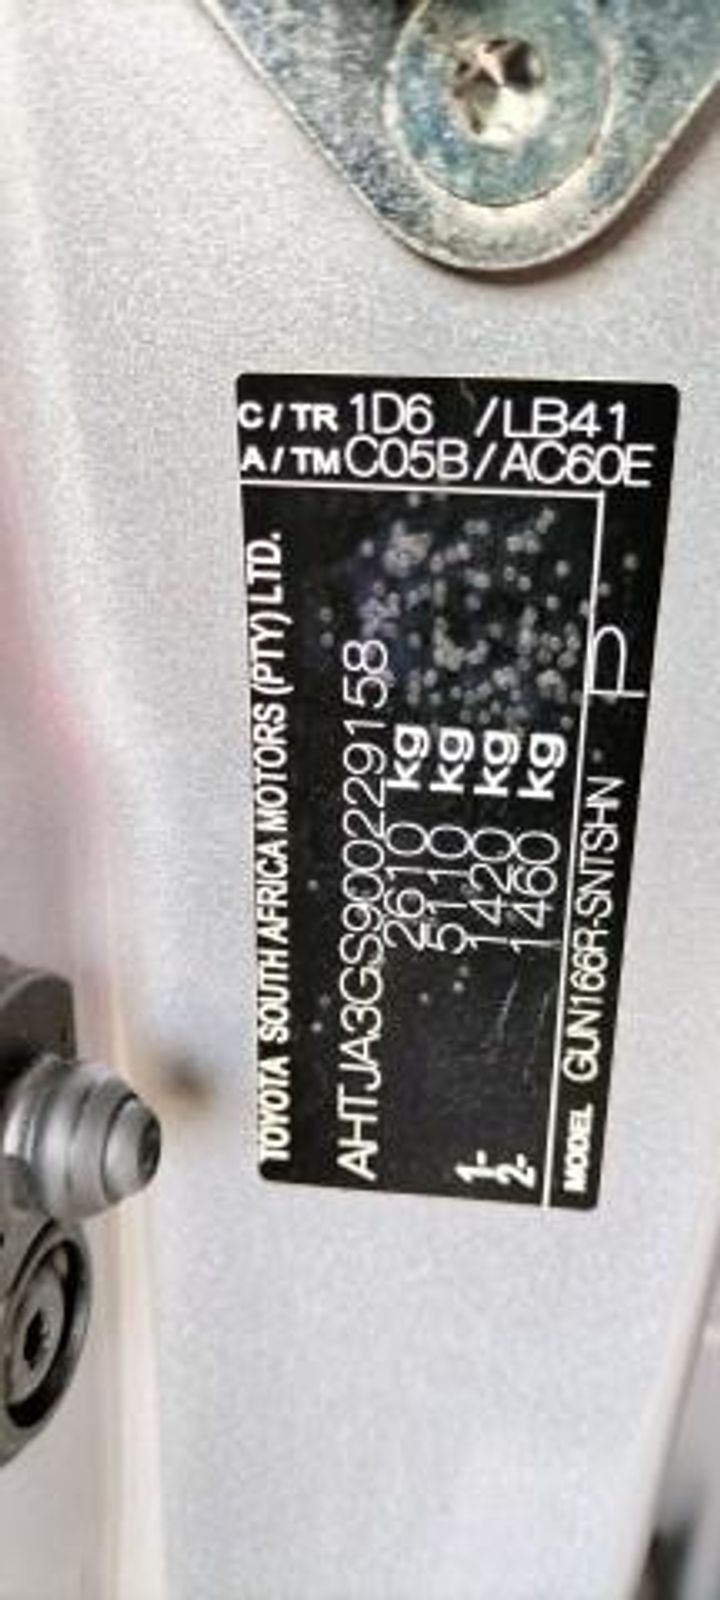 TOYOTA SOUTH AFRICA MOTORS (PTY) LTD.
AHTJA3GS900229158
2610 kg
5110 kg
1- 1420 kg
2- 1460 kg
MODEL GUN166R-SNTSHN P
C/TR 1D6 /LB41
A/TM C05B/AC60E